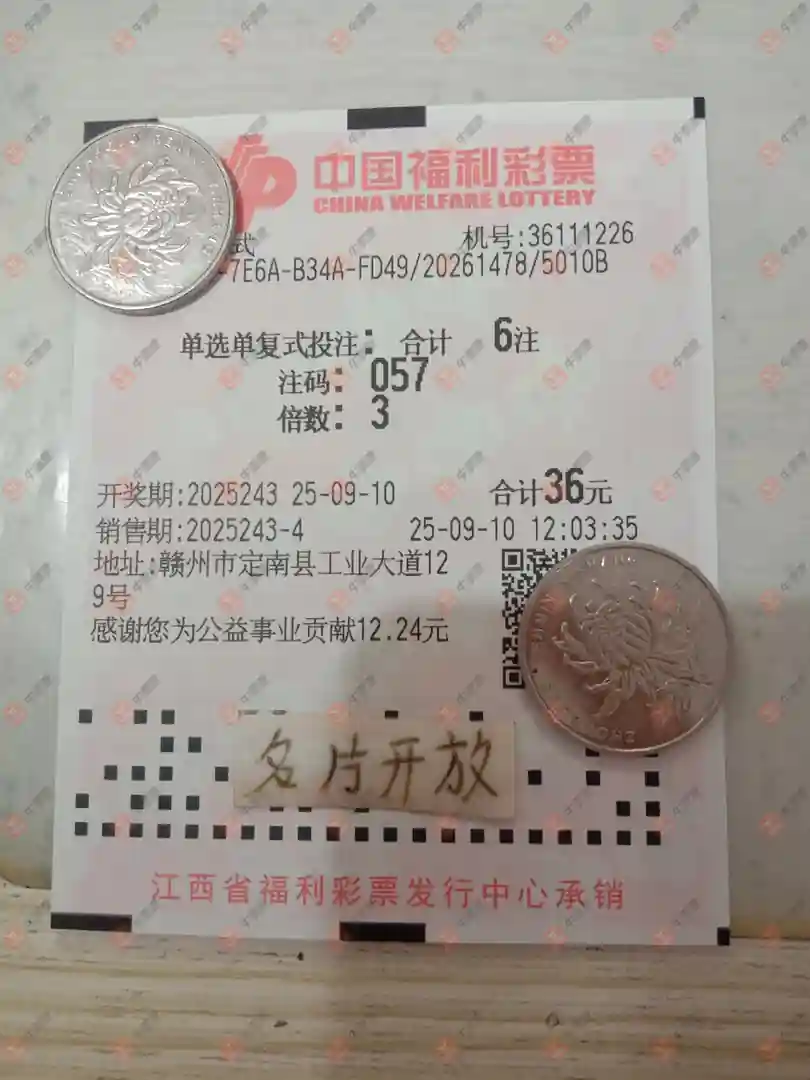 中国福利彩票
CHINA WELFARE LOTTERY
式 机号:36111226
-7E6A-B34A-FD49/20261478/5010B
单选单复式投注: 合计 6注
注码: 057
倍数: 3
开奖期:2025243 25-09-10 合计36元
销售期:2025243-4 25-09-10 12:03:35
地址:赣州市定南县工业大道12
9号
感谢您为公益事业贡献12.24元
名片开放
江西省福利彩票发行中心承销